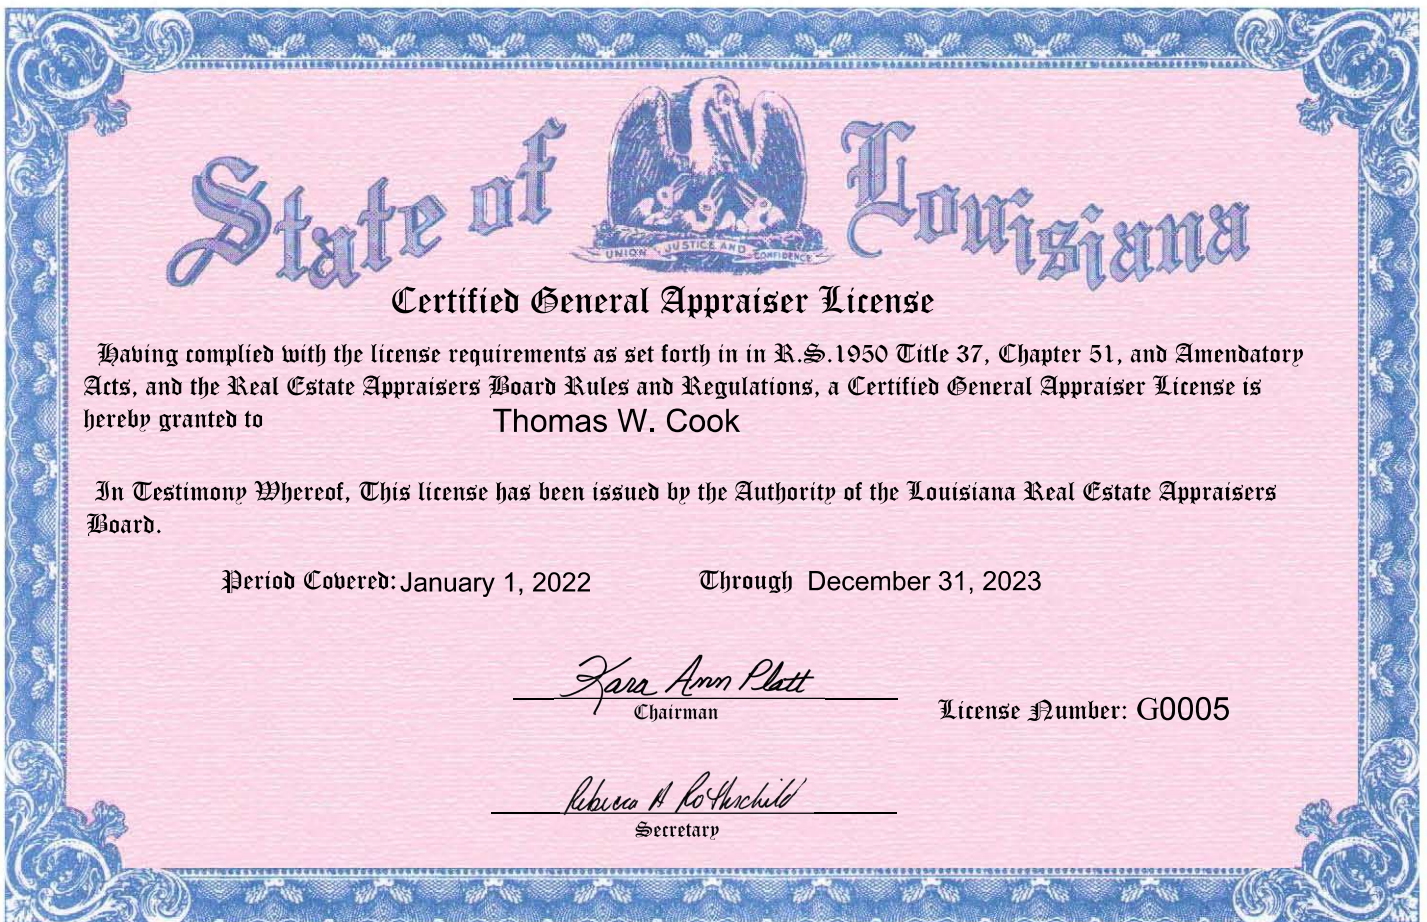 State of Louisiana
UNION JUSTICE AND CONFIDENCE
Certified General Appraiser License
Having complied with the license requirements as set forth in in R.S.1950 Title 37, Chapter 51, and Amendatory
Acts, and the Real Estate Appraisers Board Rules and Regulations, a Certified General Appraiser License is
hereby granted to Thomas W. Cook
In Testimony Whereof, This license has been issued by the Authority of the Louisiana Real Estate Appraisers
Board.
Period Covered: January 1, 2022 Through December 31, 2023
Kara Ann Platt
Chairman
License Number: G0005
Rebecca A Rothschild
Secretary